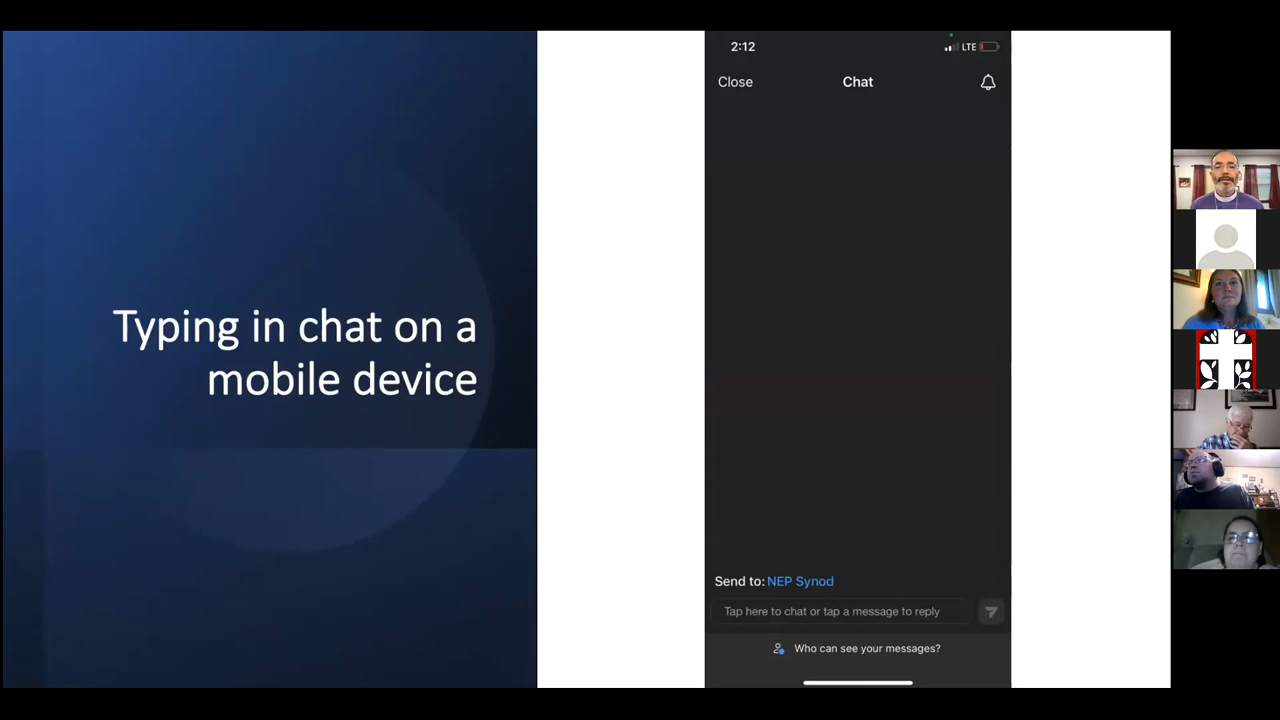 Typing in chat on a
mobile device
2:12
LTE
Close
Chat
Send to: NEP Synod
Tap here to chat or tap a message to reply
Who can see your messages?